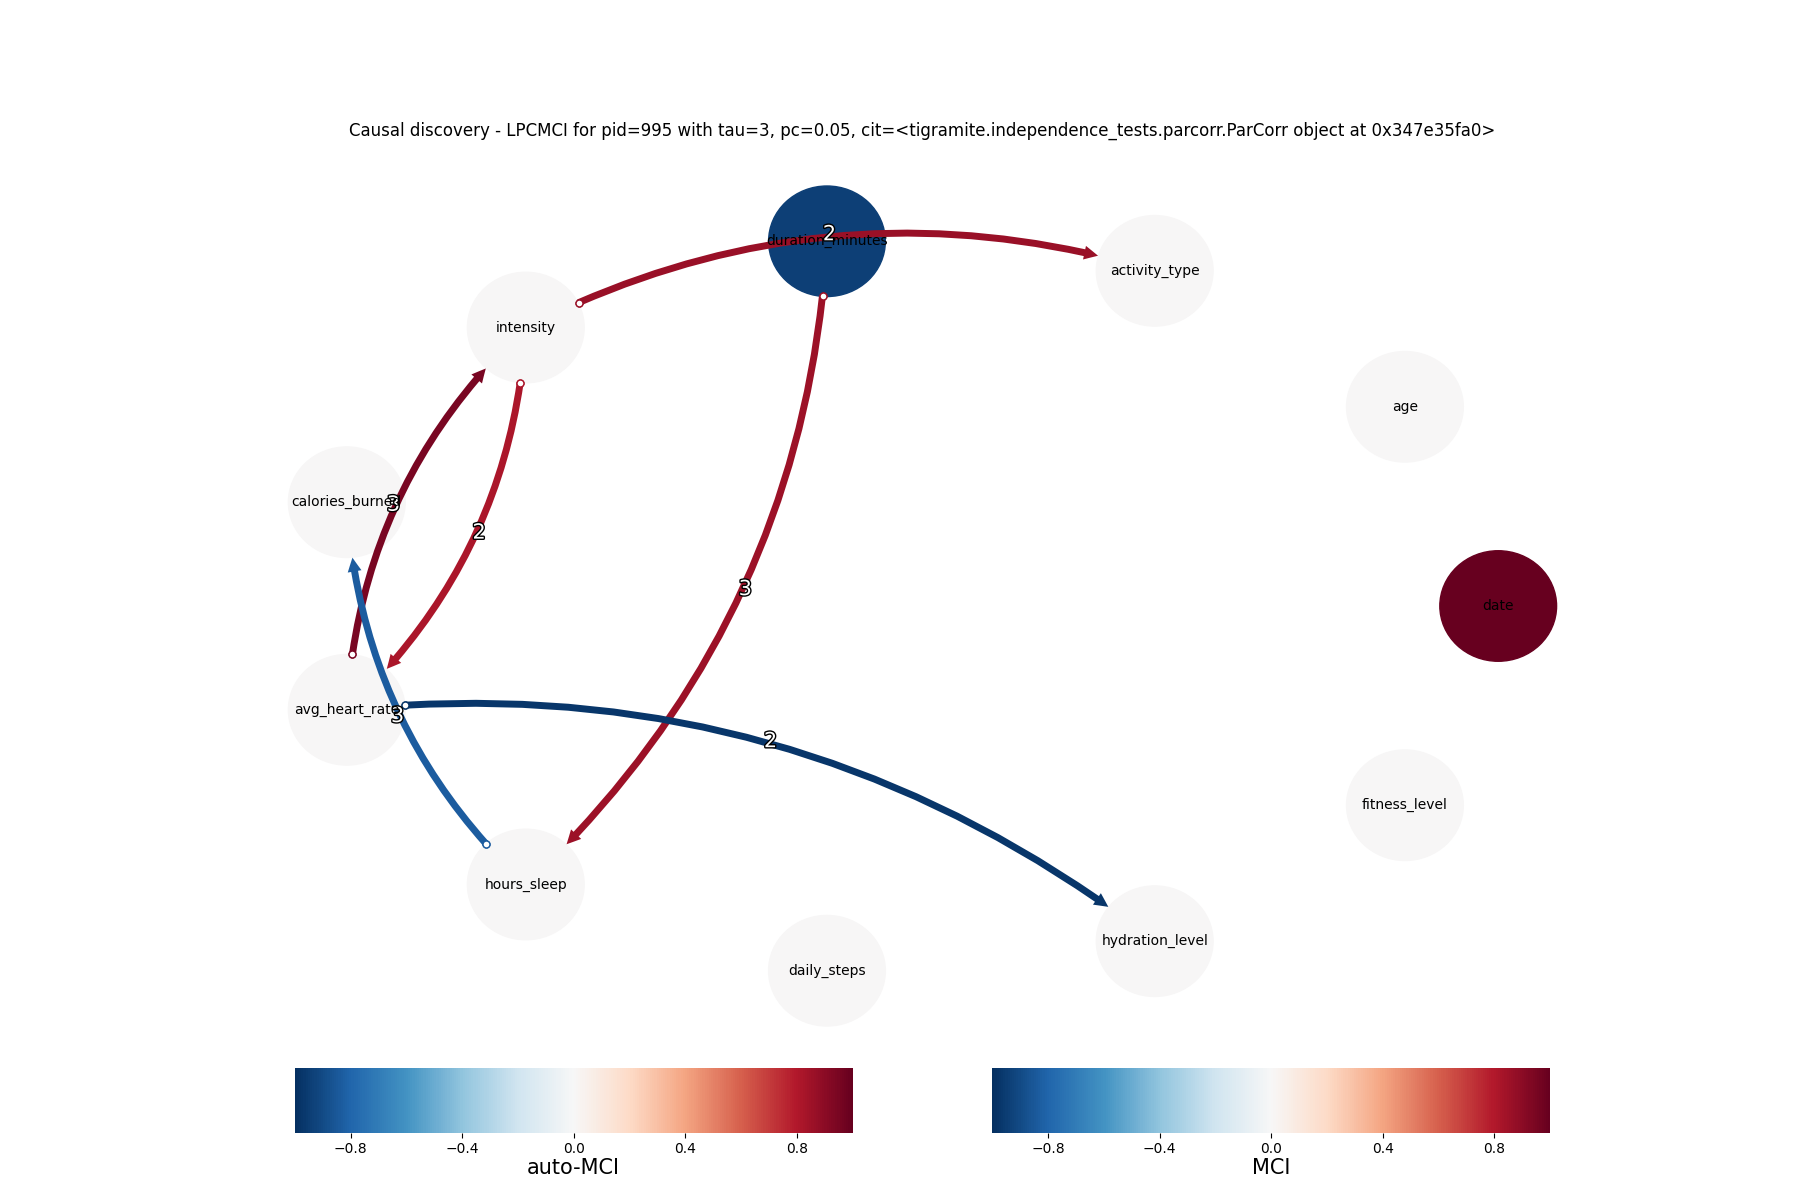 Causal discovery - LPCMCI for pid=995 with tau=3, pc=0.05, cit=<tigramite.independence_tests.parcorr.ParCorr object at 0x347e35fa0>
2
duration_minutes
activity_type
intensity
age
calories_burned
3
2
3
date
avg_heart_rate
3
2
fitness_level
hours_sleep
hydration_level
daily_steps
−0.8 −0.4 0.0 0.4 0.8
auto-MCI
−0.8 −0.4 0.0 0.4 0.8
MCI